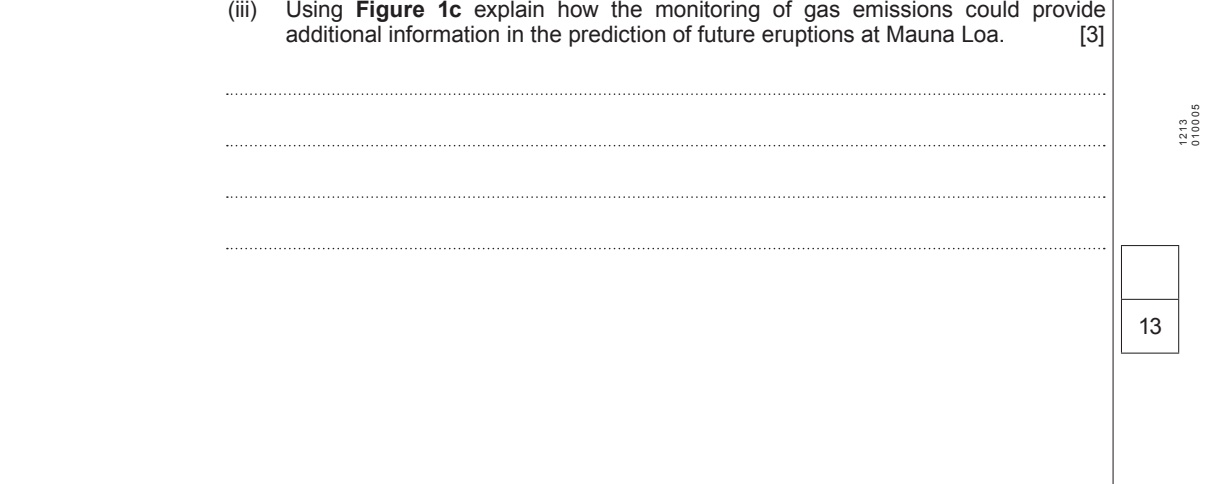 (iii) Using Figure 1c explain how the monitoring of gas emissions could provide
additional information in the prediction of future eruptions at Mauna Loa. [3]
1213
010005
13